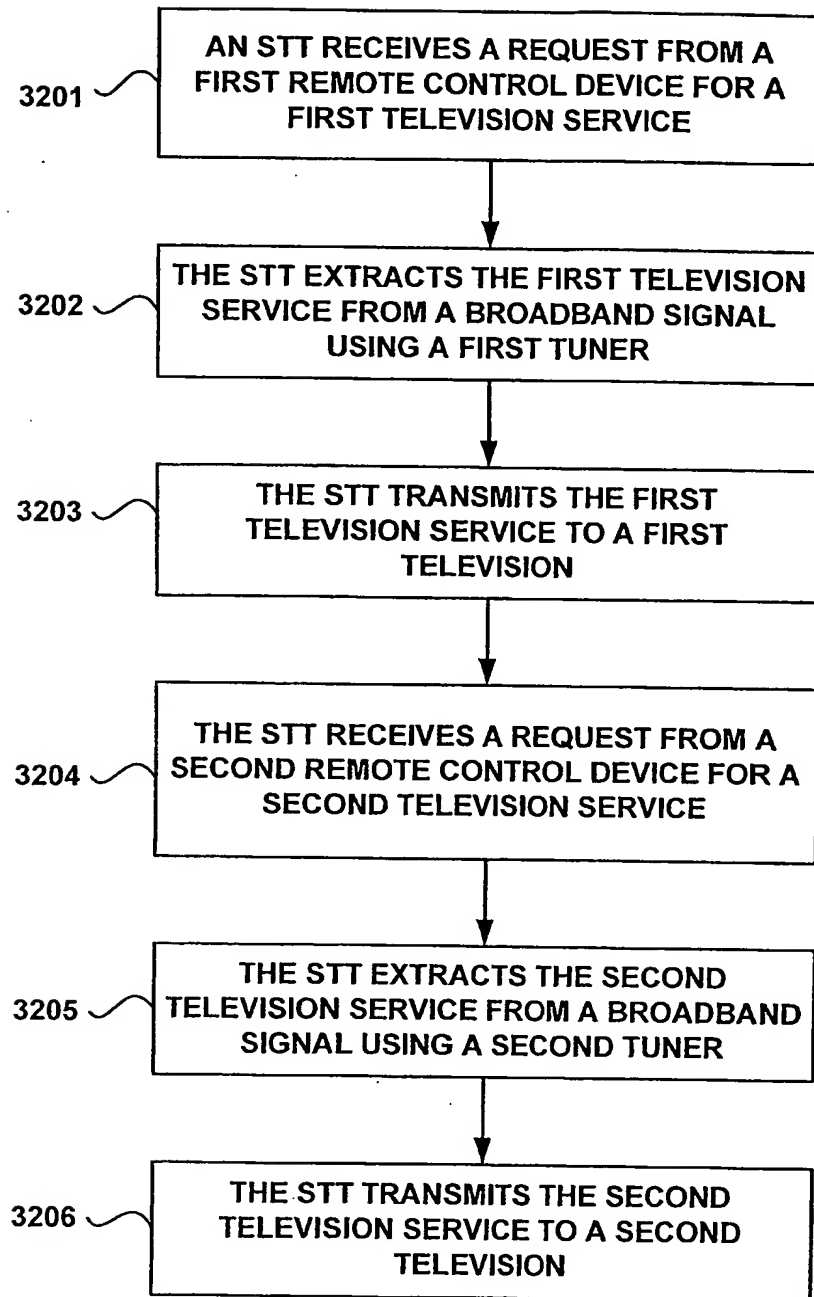 3201
AN STT RECEIVES A REQUEST FROM A
FIRST REMOTE CONTROL DEVICE FOR A
FIRST TELEVISION SERVICE
3202
THE STT EXTRACTS THE FIRST TELEVISION
SERVICE FROM A BROADBAND SIGNAL
USING A FIRST TUNER
3203
THE STT TRANSMITS THE FIRST
TELEVISION SERVICE TO A FIRST
TELEVISION
3204
THE STT RECEIVES A REQUEST FROM A
SECOND REMOTE CONTROL DEVICE FOR A
SECOND TELEVISION SERVICE
3205
THE STT EXTRACTS THE SECOND
TELEVISION SERVICE FROM A BROADBAND
SIGNAL USING A SECOND TUNER
3206
THE STT TRANSMITS THE SECOND
TELEVISION SERVICE TO A SECOND
TELEVISION